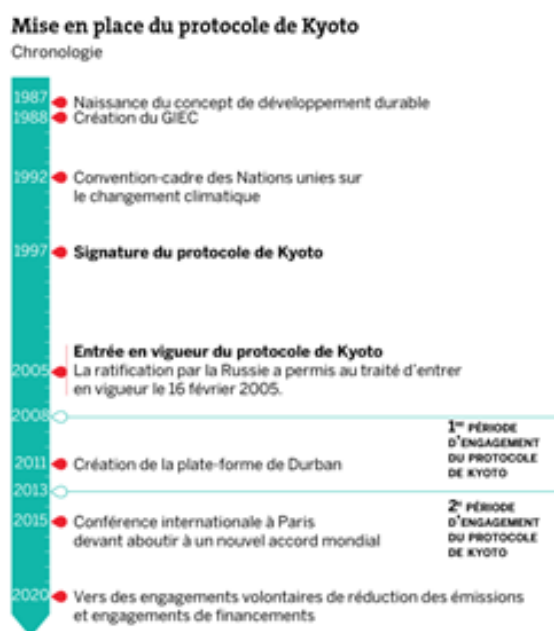 Mise en place du protocole de Kyoto
Chronologie
1987 Naissance du concept de développement durable
1988 Création du GIEC
1992 Convention-cadre des Nations unies sur
le changement climatique
1997 Signature du protocole de Kyoto
Entrée en vigueur du protocole de Kyoto
2005 La ratification par la Russie a permis au traité d'entrer
en vigueur le 16 février 2005.
2008
1re PÉRIODE
D'ENGAGEMENT
DU PROTOCOLE
DE KYOTO
2011 Création de la plate-forme de Durban
2013
2e PÉRIODE
D'ENGAGEMENT
DU PROTOCOLE
DE KYOTO
2015 Conférence internationale à Paris
devant aboutir à un nouvel accord mondial
2020 Vers des engagements volontaires de réduction des émissions
et engagements de financements